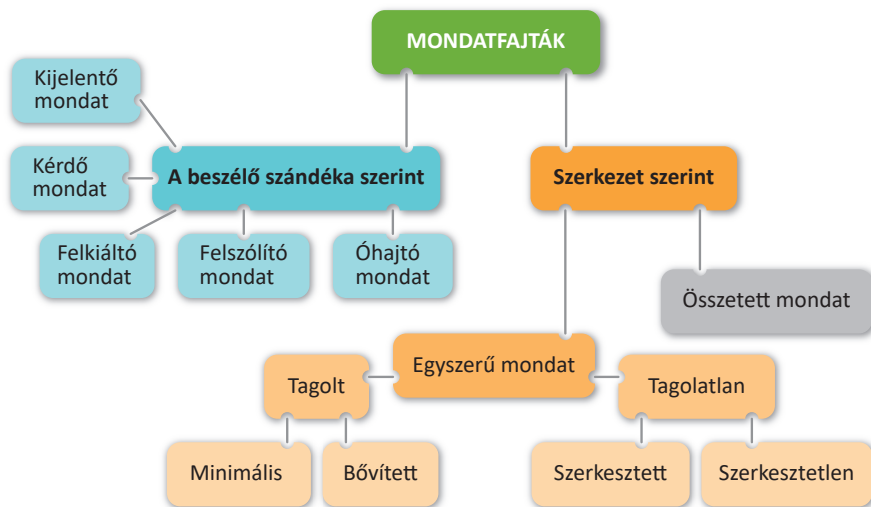 MONDATFAJTÁK
Kijelentő
mondat
Kérdő
mondat
A beszélő szándéka szerint
Szerkezet szerint
Felkiáltó
mondat
Felszólító
mondat
Óhajtó
mondat
Összetett mondat
Egyszerű mondat
Tagolt
Tagolatlan
Minimális
Bővített
Szerkesztett
Szerkesztetlen